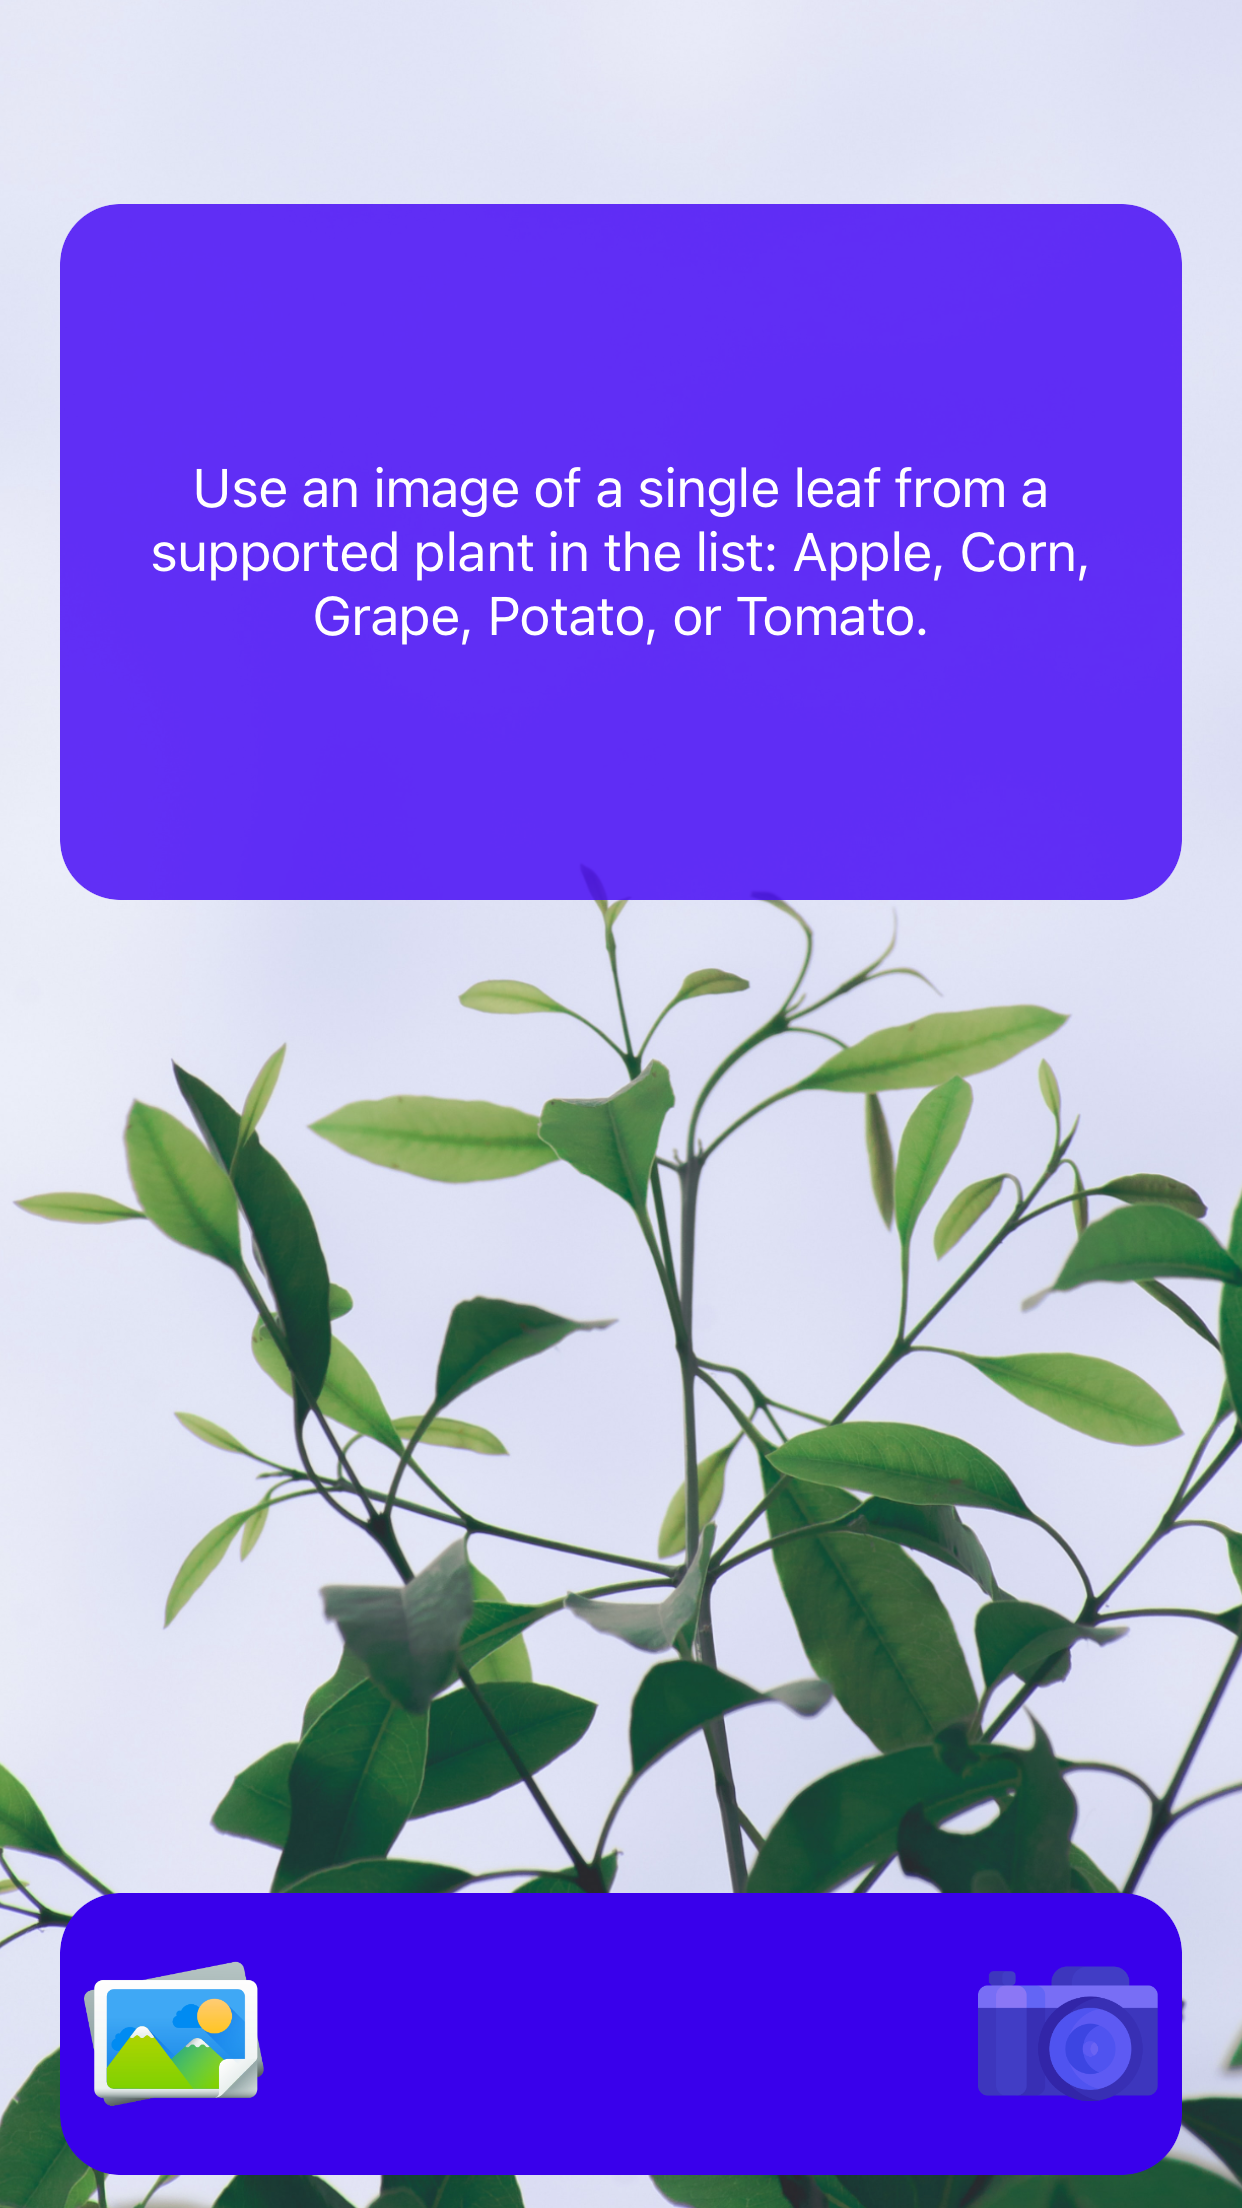 Use an image of a single leaf from a
supported plant in the list: Apple, Corn,
Grape, Potato, or Tomato.